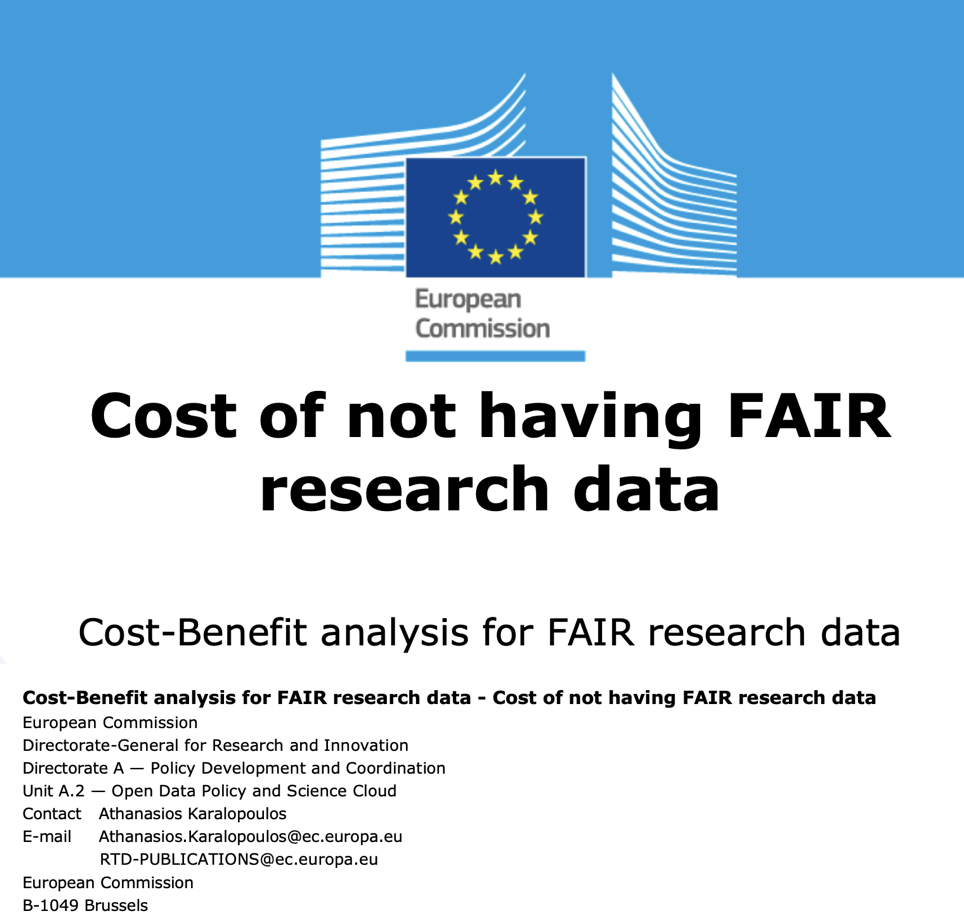 European
Commission
Cost of not having FAIR
research data
Cost-Benefit analysis for FAIR research data
Cost-Benefit analysis for FAIR research data - Cost of not having FAIR research data
European Commission
Directorate-General for Research and Innovation
Directorate A — Policy Development and Coordination
Unit A.2 — Open Data Policy and Science Cloud
Contact Athanasios Karalopoulos
E-mail Athanasios.Karalopoulos@ec.europa.eu
RTD-PUBLICATIONS@ec.europa.eu
European Commission
B-1049 Brussels